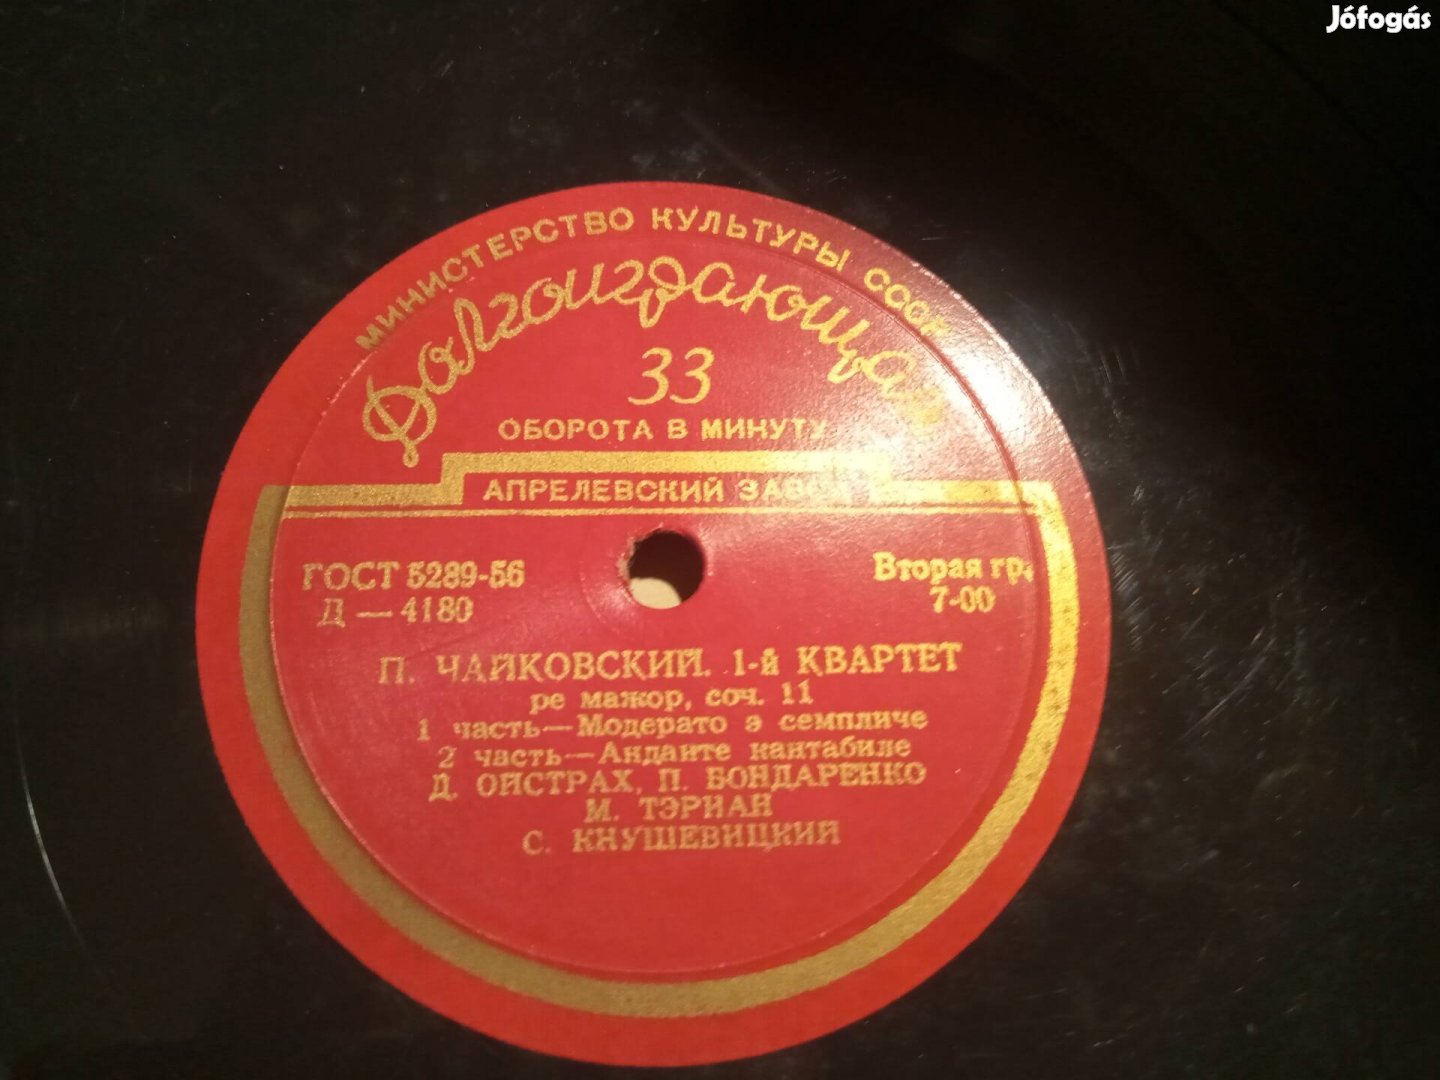 Jófogás
МИНИСТЕРСТВО КУЛЬТУРЫ СССР
Долгоиграющая
33
ОБОРОТА В МИНУТУ
АПРЕЛЕВСКИЙ ЗАВОД
ГОСТ 5289-56
Д — 4180
Вторая гр.
7-00
П. ЧАЙКОВСКИЙ. 1-й КВАРТЕТ
ре мажор, соч. 11
1 часть—Модерато э семпличе
2 часть—Анданте кантабиле
Д. ОЙСТРАХ, П. БОНДАРЕНКО
М. ТЭРИАН
С. КНУШЕВИЦКИЙ